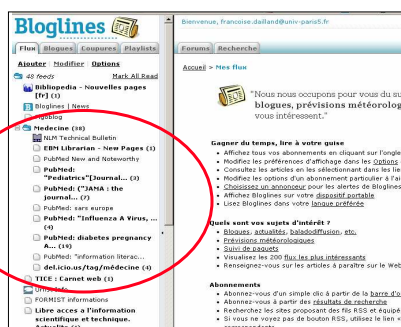 Bloglines
Bienvenue, francoise.dailland@univ-paris5.fr
Flux Blogues Coupures Playlists
Forums Recherche
Ajouter Modifier Options
Accueil > Mes flux
48 feeds Mark All Read
Bibliopedia - Nouvelles pages
[fr] (1)
Bloglines | News
Medecine (38)
NLM Technical Bulletin
EBM Librarian - New Pages (1)
PubMed New and Noteworthy
PubMed:
"Pediatrics"[Journal... (3)
PubMed: ("JAMA : the
journal... (7)
PubMed: sars europe
PubMed: "Influenza A Virus, ...
(4)
PubMed: diabetes pregnancy
A... (19)
PubMed: "information literac...
del.icio.us/tag/médecine (4)
TICE : Carnet web (1)
FORMIST informations
Libre acces a l'information
scientifique et technique.
"Nous nous occupons pour vous du su
blogues, prévisions météorolog
vous intéressent."
Gagner du temps, lire à votre guise
Affichez tous vos abonnements en cliquant sur l'ongle
Modifiez les préférences d'affichage dans les Options
Consultez les articles en les sélectionnant dans les lie
Modifiez les options d'un abonnement particulier à l'ai
Choisissez un annonceur pour les alertes de Bloglines
Affichez Bloglines sur votre dispositif portable
Lisez Bloglines dans votre langue préférée
Quels sont vos sujets d'intérêt ?
Blogues, actualités, baladodiffusion, etc.
Prévisions météorologiques
Suivi de paquets
Visualisez les 200 flux les plus intéressants
Renseignez-vous sur les articles à paraître sur le Web
Abonnements
Abonnez-vous d'un simple clic à partir de la barre d'o
Abonnez-vous à partir des résultats de recherche
Recherchez les sites proposant des fils RSS et équipé
Si vous ne voyez pas de bouton RSS, utilisez le lien «